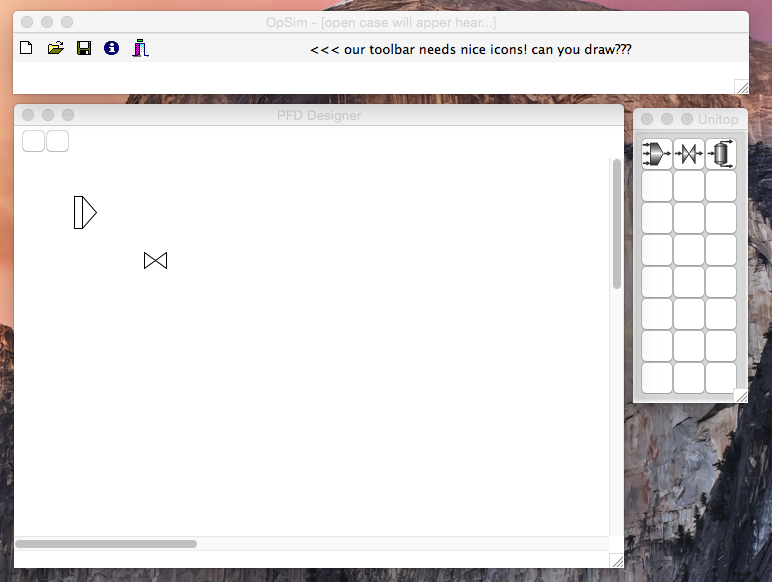 OpSim - [open case will apper hear...]
<<< our toolbar needs nice icons! can you draw???
PFD Designer
Unitop